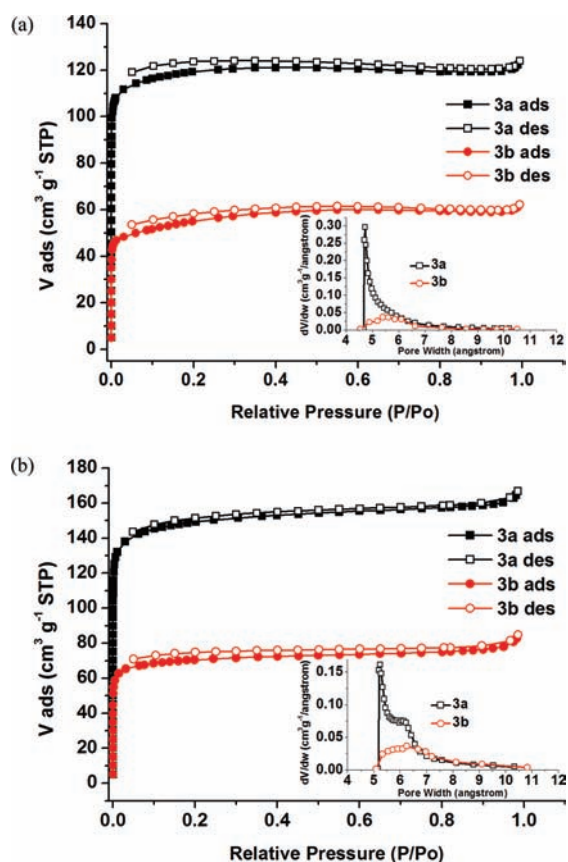 (a)
140
120
100
80
60
40
20
0
V ads (cm³ g⁻¹ STP)
3a ads
3a des
3b ads
3b des
0.30
0.25
0.20
0.15
0.10
0.05
0.00
dV/dw (cm³g⁻¹/angstrom)
3a
3b
4 5 6 7 8 9 10 11 12
Pore Width (angstrom)
0.0 0.2 0.4 0.6 0.8 1.0
Relative Pressure (P/Po)
(b)
180
160
140
120
100
80
60
40
20
0
V ads (cm³ g⁻¹ STP)
3a ads
3a des
3b ads
3b des
0.15
0.10
0.05
0.00
dV/dw (cm³g⁻¹/angstrom)
3a
3b
4 5 6 7 8 9 10 11 12
Pore Width (angstrom)
0.0 0.2 0.4 0.6 0.8 1.0
Relative Pressure (P/Po)